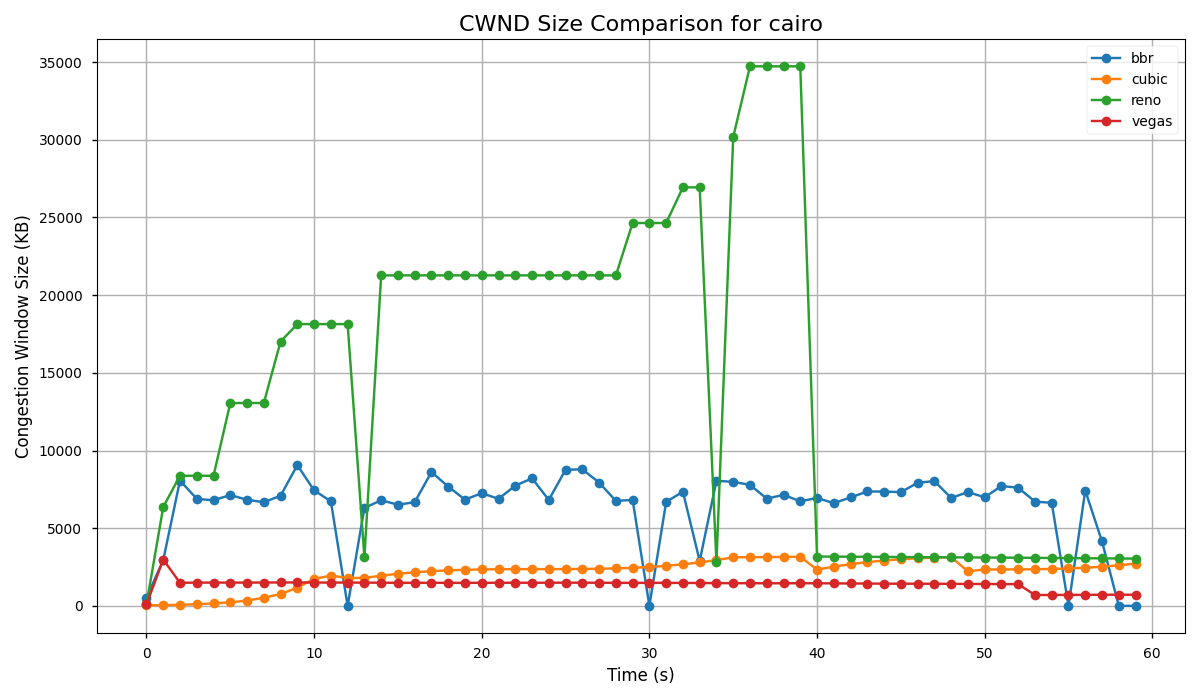 CWND Size Comparison for cairo
Congestion Window Size (KB)
35000
30000
25000
20000
15000
10000
5000
0
bbr
cubic
reno
vegas
0 10 20 30 40 50 60
Time (s)